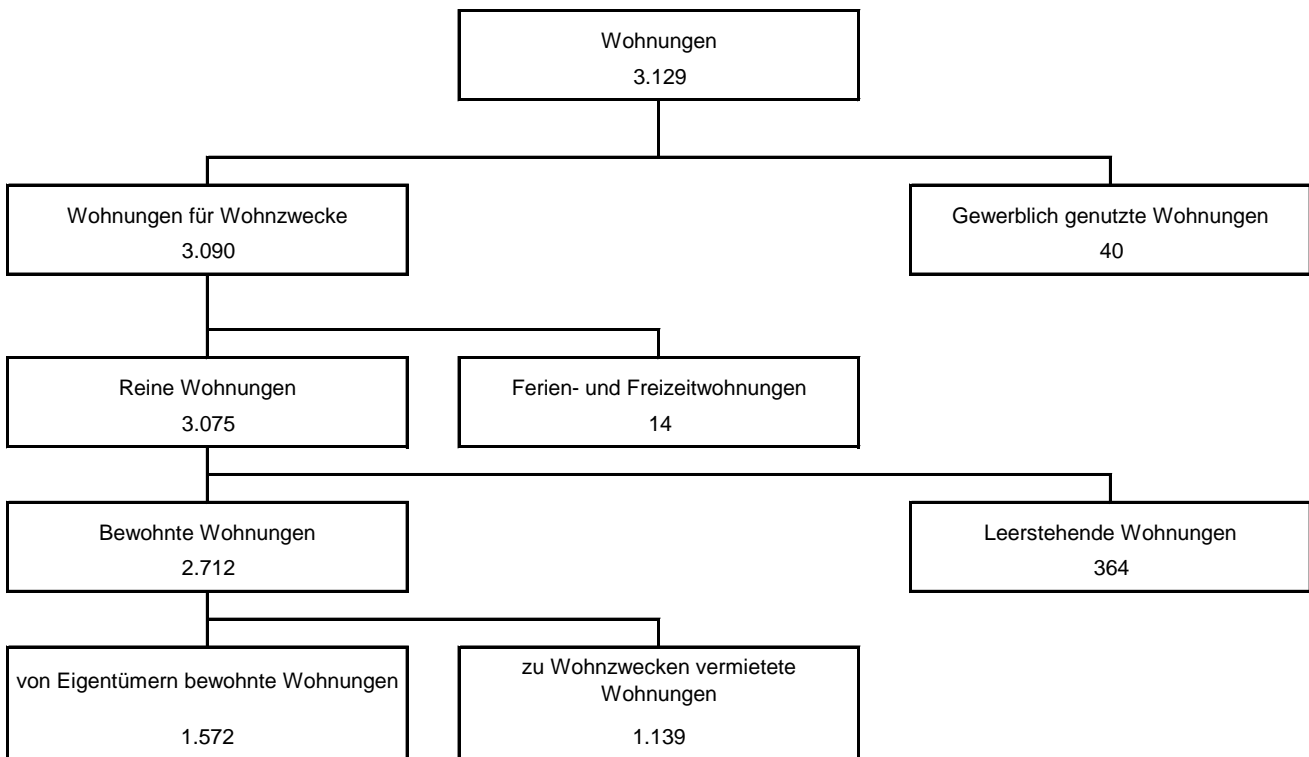 Wohnungen
3.129
Wohnungen für Wohnzwecke
3.090
Gewerblich genutzte Wohnungen
40
Reine Wohnungen
3.075
Ferien- und Freizeitwohnungen
14
Bewohnte Wohnungen
2.712
Leerstehende Wohnungen
364
von Eigentümern bewohnte Wohnungen
1.572
zu Wohnzwecken vermietete
Wohnungen
1.139